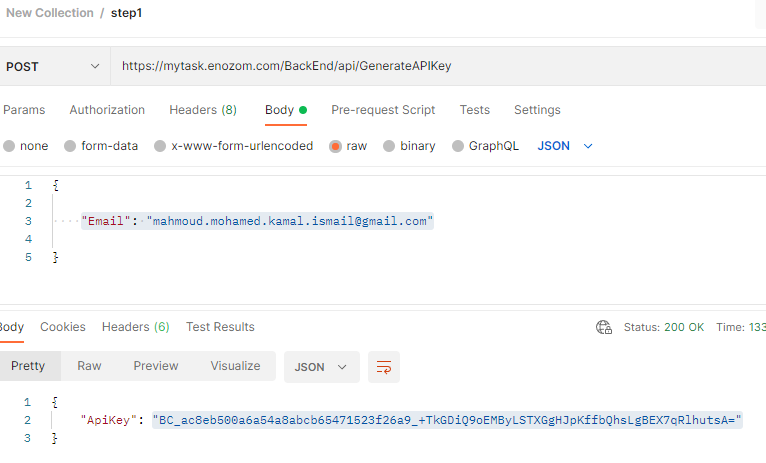 New Collection / step1
POST https://mytask.enozom.com/BackEnd/api/GenerateAPIKey
Params Authorization Headers (8) Body Pre-request Script Tests Settings
none form-data x-www-form-urlencoded raw binary GraphQL JSON
1 {
2
3 "Email": "mahmoud.mohamed.kamal.ismail@gmail.com"
4
5 }
Body Cookies Headers (6) Test Results Status: 200 OK Time: 133
Pretty Raw Preview Visualize JSON
1 {
2 "ApiKey": "BC_ac8eb500a6a54a8abcb65471523f26a9_+TkGDiQ9oEMByLSTXGgHJpKffbQhsLgBEX7qRlhutsA="
3 }